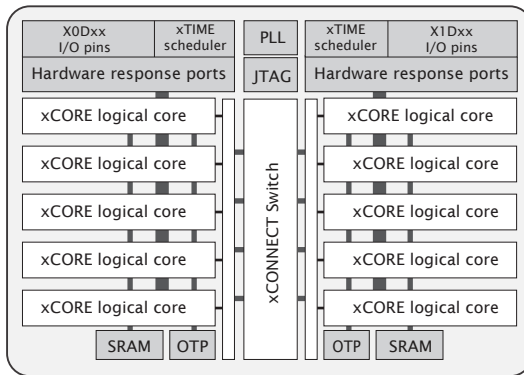 X0Dxx
I/O pins
xTIME
scheduler
PLL
xTIME
scheduler
X1Dxx
I/O pins
Hardware response ports
JTAG
Hardware response ports
xCORE logical core
xCORE logical core
xCORE logical core
xCORE logical core
xCORE logical core
xCONNECT Switch
xCORE logical core
xCORE logical core
xCORE logical core
xCORE logical core
xCORE logical core
SRAM
OTP
OTP
SRAM